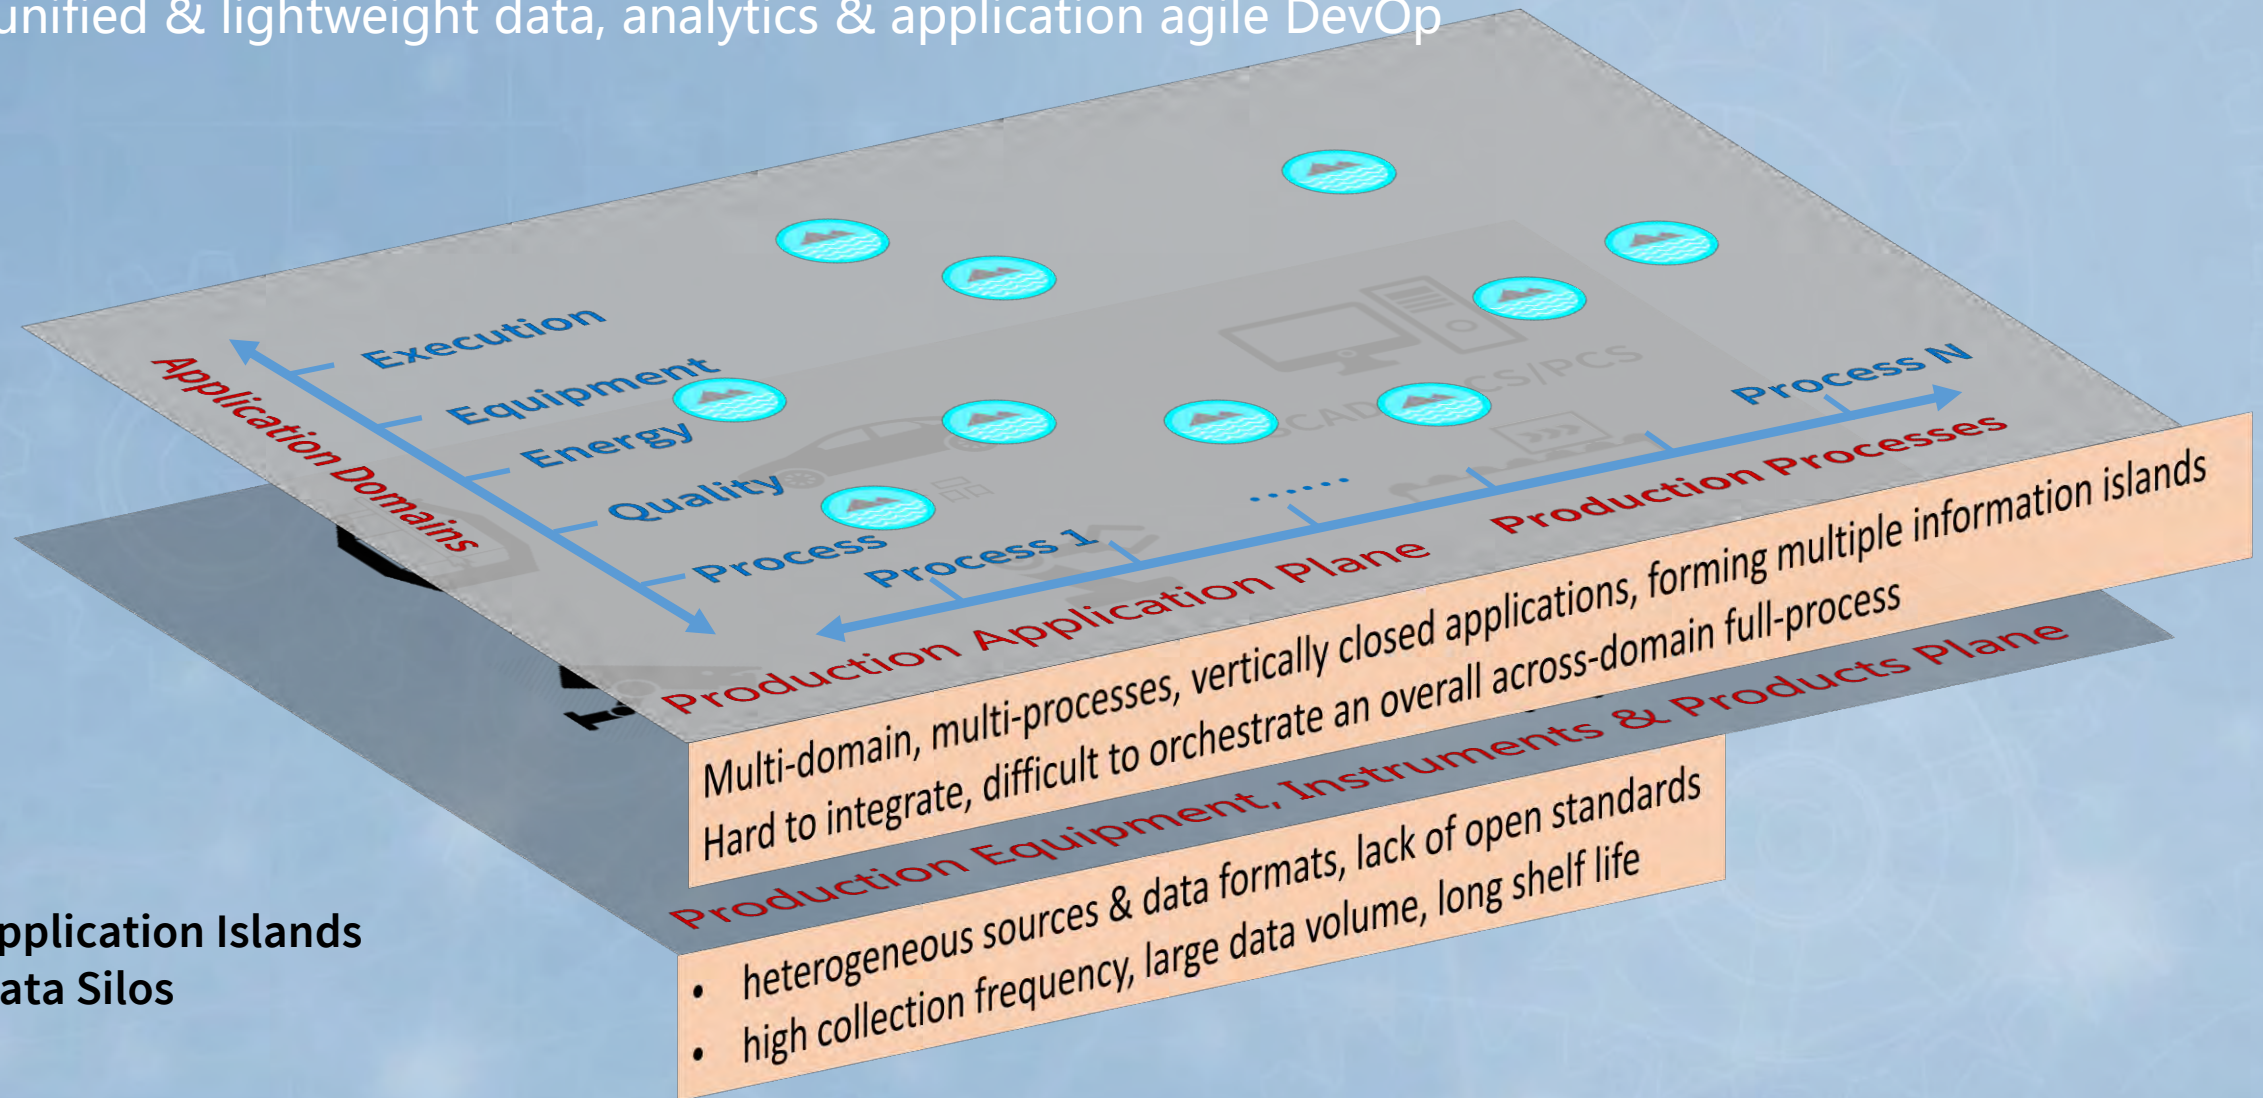 unified & lightweight data, analytics & application agile DevOp
Execution
Equipment
Energy
Quality
Process
Application Domains
Process 1
......
Process N
Production Processes
CS/PCS
Production Application Plane
Multi-domain, multi-processes, vertically closed applications, forming multiple information islands
Hard to integrate, difficult to orchestrate an overall across-domain full-process
Production Equipment, Instruments & Products Plane
• heterogeneous sources & data formats, lack of open standards
• high collection frequency, large data volume, long shelf life
pplication Islands
ata Silos